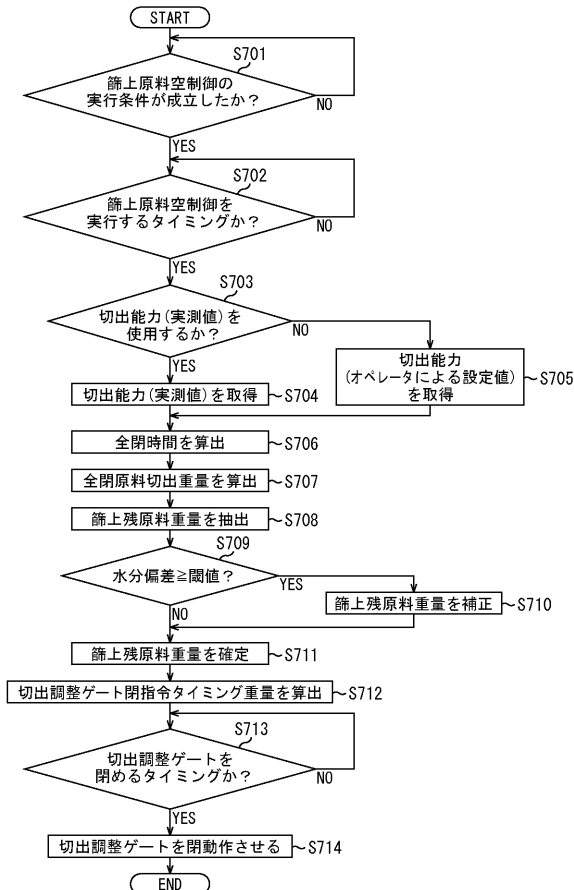 START
S701
篩上原料空制御の
実行条件が成立したか？
NO
YES
S702
篩上原料空制御を
実行するタイミングか？
NO
YES
S703
切出能力(実測値)を
使用するか？
NO
YES
切出能力
(オペレータによる設定値)
を取得
S705
切出能力(実測値)を取得
S704
全閉時間を算出
S706
全閉原料切出重量を算出
S707
篩上残原料重量を抽出
S708
S709
水分偏差≧閾値？
YES
NO
篩上残原料重量を補正
S710
篩上残原料重量を確定
S711
切出調整ゲート閉指令タイミング重量を算出
S712
S713
切出調整ゲートを
閉めるタイミングか？
NO
YES
切出調整ゲートを閉動作させる
S714
END